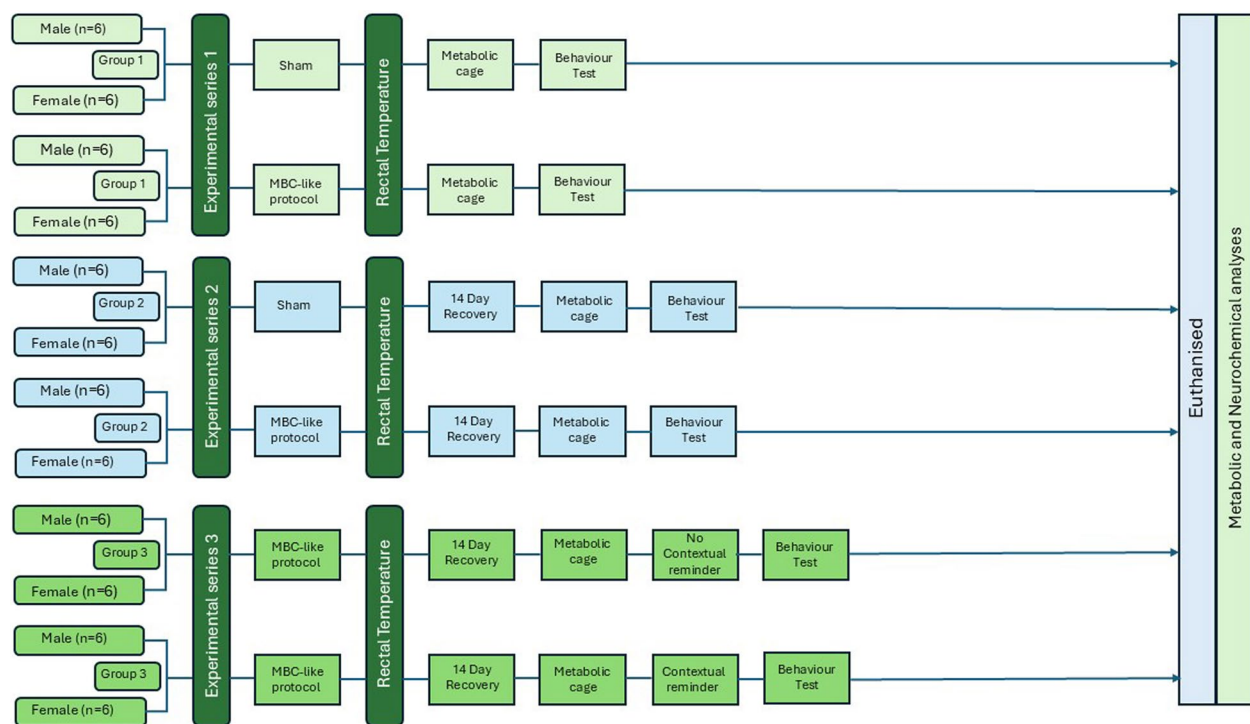 Male (n=6)
Group 1
Female (n=6)
Male (n=6)
Group 1
Female (n=6)
Experimental series 1
Sham
MBC-like
protocol
Rectal Temperature
Metabolic
cage
Behaviour
Test
Metabolic
cage
Behaviour
Test
Male (n=6)
Group 2
Female (n=6)
Male (n=6)
Group 2
Female (n=6)
Experimental series 2
Sham
MBC-like
protocol
Rectal Temperature
14 Day
Recovery
Metabolic
cage
Behaviour
Test
14 Day
Recovery
Metabolic
cage
Behaviour
Test
Male (n=6)
Group 3
Female (n=6)
Male (n=6)
Group 3
Female (n=6)
Experimental series 3
MBC-like
protocol
MBC-like
protocol
Rectal Temperature
14 Day
Recovery
Metabolic
cage
No
Contextual
reminder
Behaviour
Test
14 Day
Recovery
Metabolic
cage
Contextual
reminder
Behaviour
Test
Euthanised
Metabolic and Neurochemical analyses